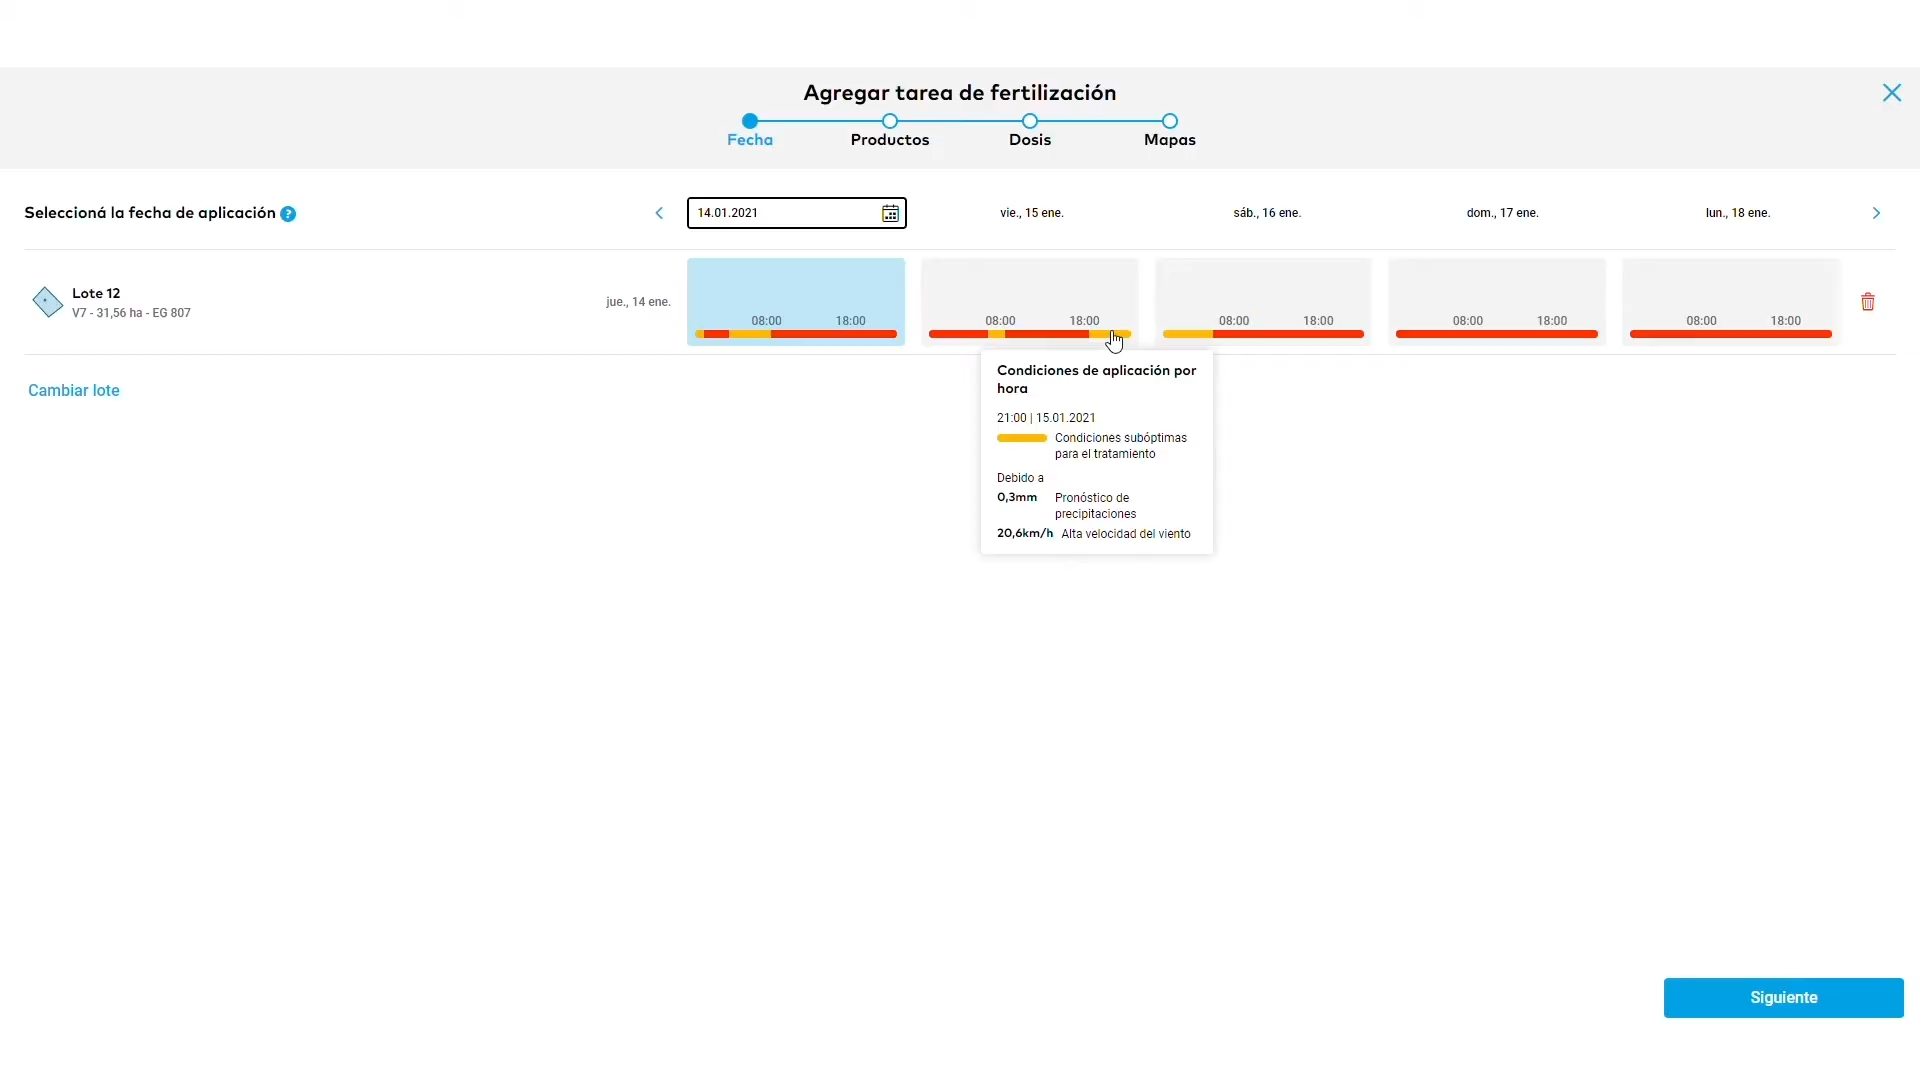 Agregar tarea de fertilización
Fecha
Productos
Dosis
Mapas
Seleccioná la fecha de aplicación ?
14.01.2021
vie., 15 ene.
sáb., 16 ene.
dom., 17 ene.
lun., 18 ene.
Lote 12
V7 - 31,56 ha - EG 807
jue., 14 ene.
08:00 18:00
08:00 18:00
08:00 18:00
08:00 18:00
08:00 18:00
Cambiar lote
Condiciones de aplicación por
hora
21:00 | 15.01.2021
Condiciones subóptimas
para el tratamiento
Debido a
0,3mm Pronóstico de
precipitaciones
20,6km/h Alta velocidad del viento
Siguiente